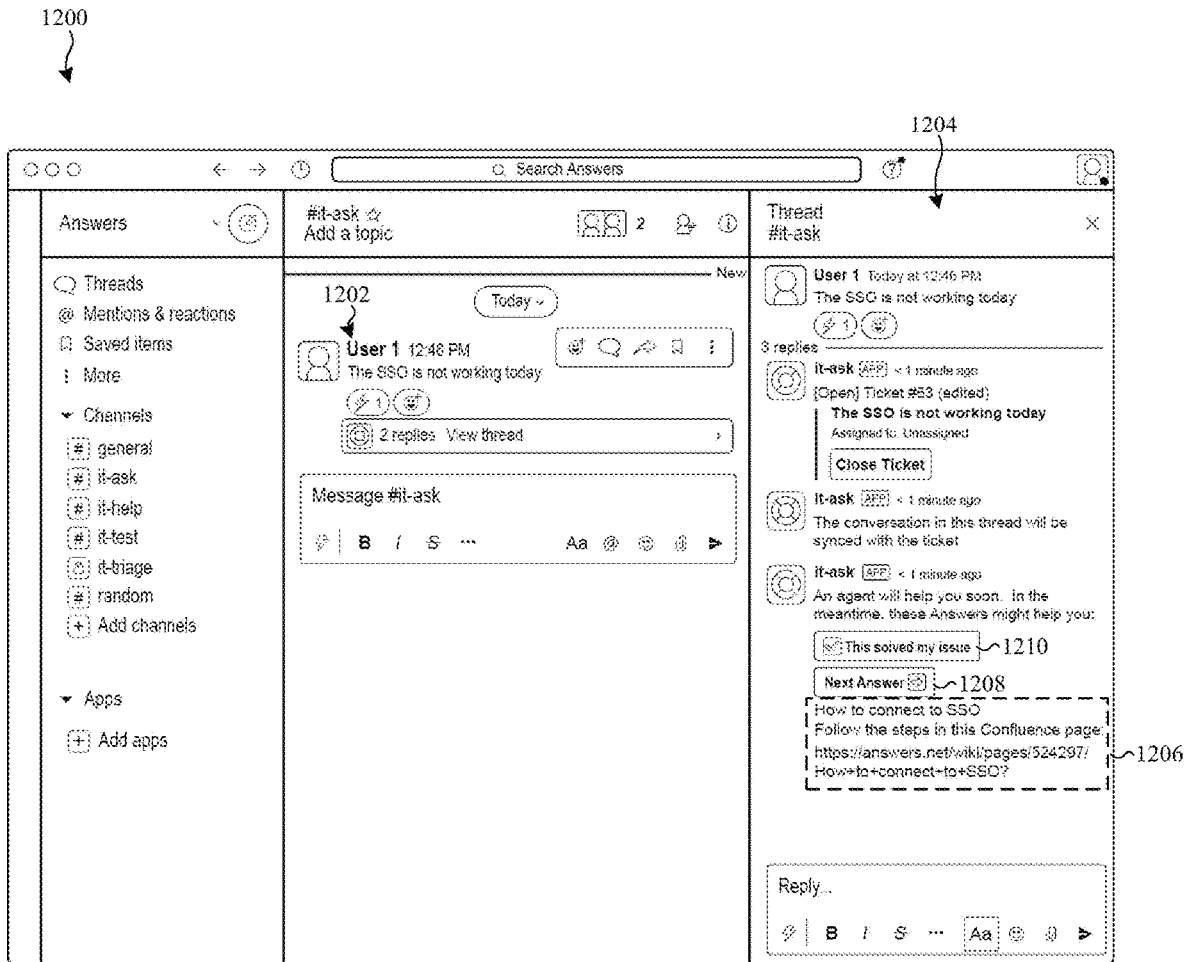 1200
1204
Search Answers
Answers
#it-ask
Add a topic
2
Thread
#it-ask
Threads
@ Mentions & reactions
Saved items
More
Channels
# general
# it-ask
# it-help
# it-test
it-triage
# random
+ Add channels
Apps
+ Add apps
New
Today
1202
User 1 12:46 PM
The SSO is not working today
1
2 replies View thread
Message #it-ask
B I S ... Aa @
User 1 Today at 12:46 PM
The SSO is not working today
1
3 replies
it-ask APP < 1 minute ago
[Open] Ticket #53 (edited)
The SSO is not working today
Assigned to: Unassigned
Close Ticket
it-ask APP < 1 minute ago
The conversation in this thread will be
synced with the ticket
it-ask APP < 1 minute ago
An agent will help you soon. In the
meantime, these Answers might help you:
This solved my issue
1210
Next Answer
1208
How to connect to SSO
Follow the steps in this Confluence page:
https://answers.net/wiki/pages/524297/
How+to+connect+to+SSO?
1206
Reply...
B I S ... Aa